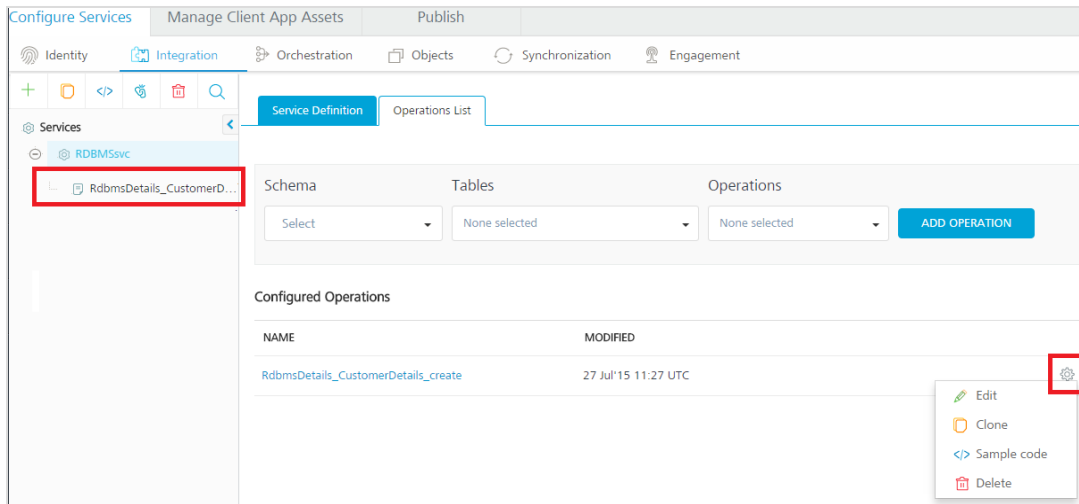 Configure Services Manage Client App Assets Publish
Identity Integration Orchestration Objects Synchronization Engagement
Services
RDBMSsvc
RdbmsDetails_CustomerD...
Service Definition Operations List
Schema Tables Operations
Select None selected None selected ADD OPERATION
Configured Operations
NAME MODIFIED
RdbmsDetails_CustomerDetails_create 27 Jul'15 11:27 UTC
Edit
Clone
</> Sample code
Delete